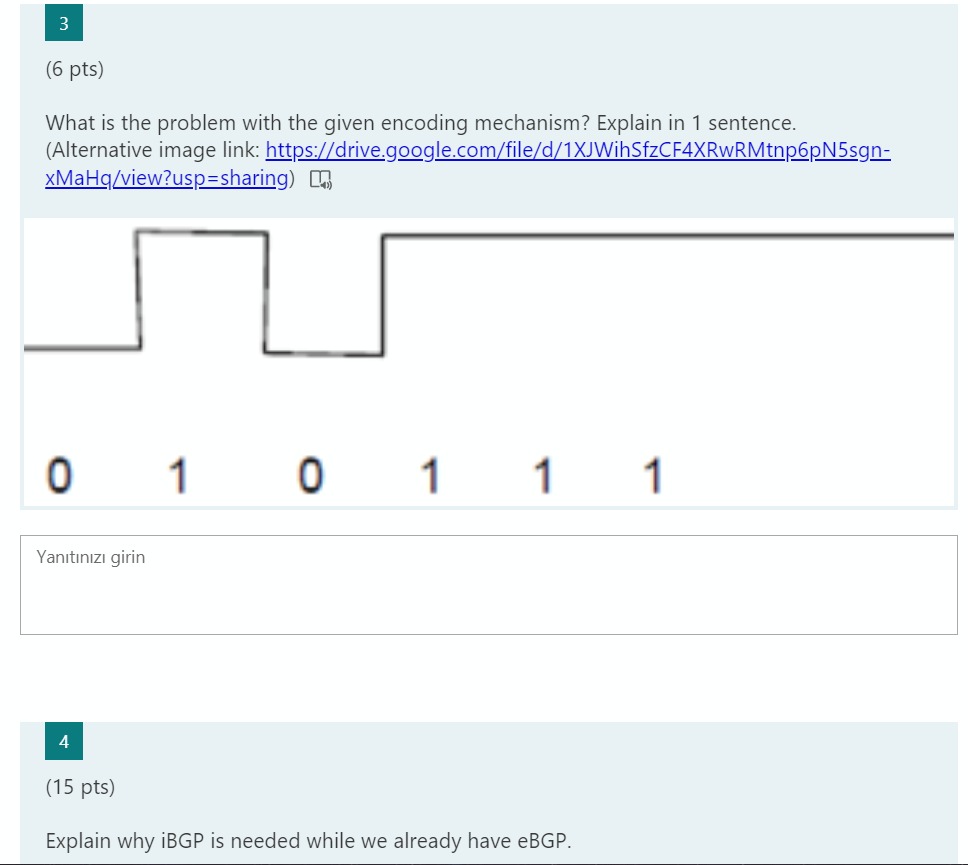 3
(6 pts)
What is the problem with the given encoding mechanism? Explain in 1 sentence.
(Alternative image link: https://drive.google.com/file/d/1XJWihSfzCF4XRwRMtnp6pN5sgn-
xMaHq/view?usp=sharing)
0 1 0 1 1 1
Yanıtınızı girin
4
(15 pts)
Explain why iBGP is needed while we already have eBGP.